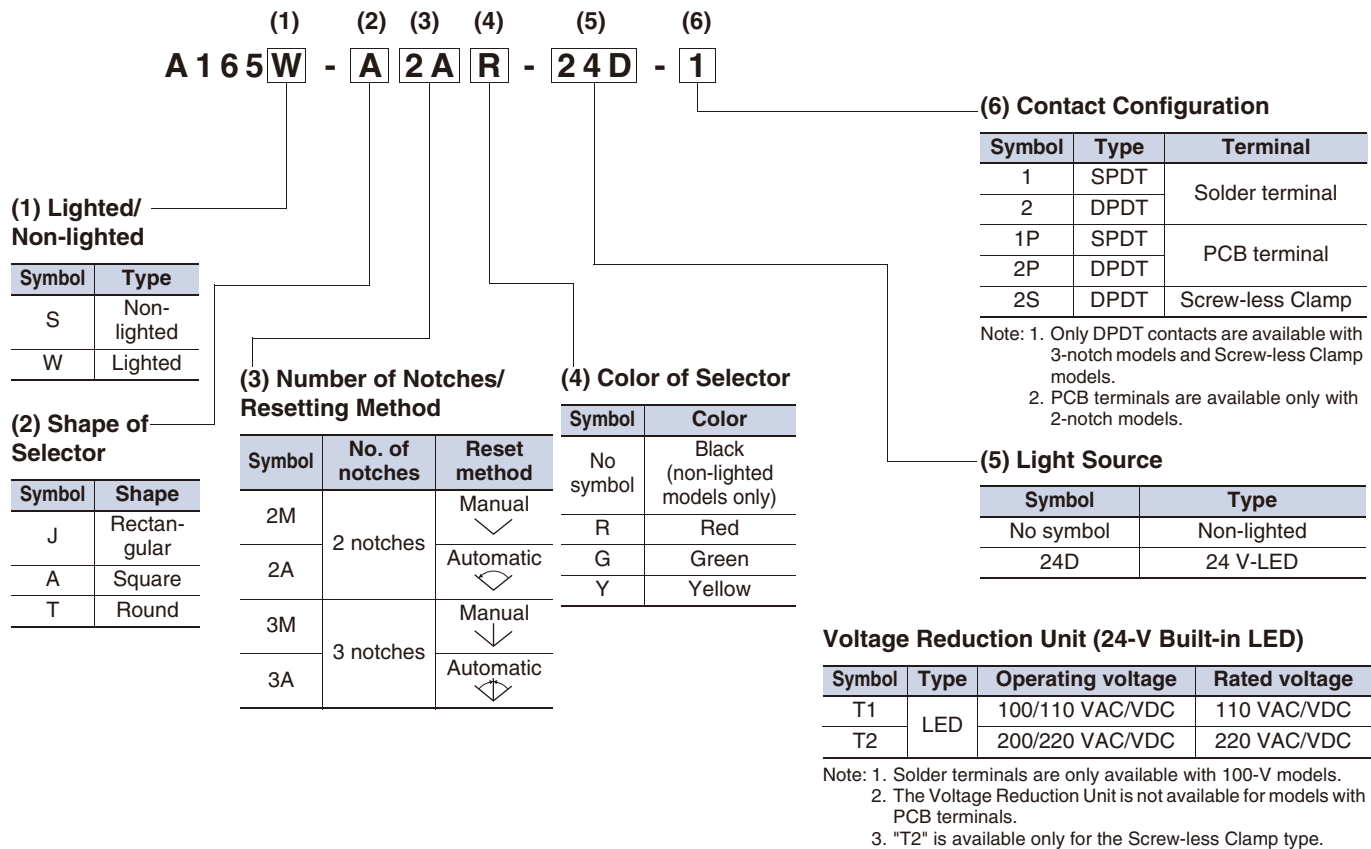 (1) (2) (3) (4) (5) (6)
A165W - A 2A R - 24D - 1
(1) Lighted/
Non-lighted
Symbol Type
S Non-
lighted
W Lighted
(2) Shape of
Selector
Symbol Shape
J Rectan-
gular
A Square
T Round
(3) Number of Notches/
Resetting Method
Symbol No. of
notches Reset
method
2M 2 notches Manual
2A Automatic
3M 3 notches Manual
3A Automatic
(4) Color of Selector
Symbol Color
No
symbol Black
(non-lighted
models only)
R Red
G Green
Y Yellow
(6) Contact Configuration
Symbol Type Terminal
1 SPDT Solder terminal
2 DPDT
1P SPDT PCB terminal
2P DPDT
2S DPDT Screw-less Clamp
Note: 1. Only DPDT contacts are available with
3-notch models and Screw-less Clamp
models.
2. PCB terminals are available only with
2-notch models.
(5) Light Source
Symbol Type
No symbol Non-lighted
24D 24 V-LED
Voltage Reduction Unit (24-V Built-in LED)
Symbol Type Operating voltage Rated voltage
T1 LED 100/110 VAC/VDC 110 VAC/VDC
T2 200/220 VAC/VDC 220 VAC/VDC
Note: 1. Solder terminals are only available with 100-V models.
2. The Voltage Reduction Unit is not available for models with
PCB terminals.
3. "T2" is available only for the Screw-less Clamp type.